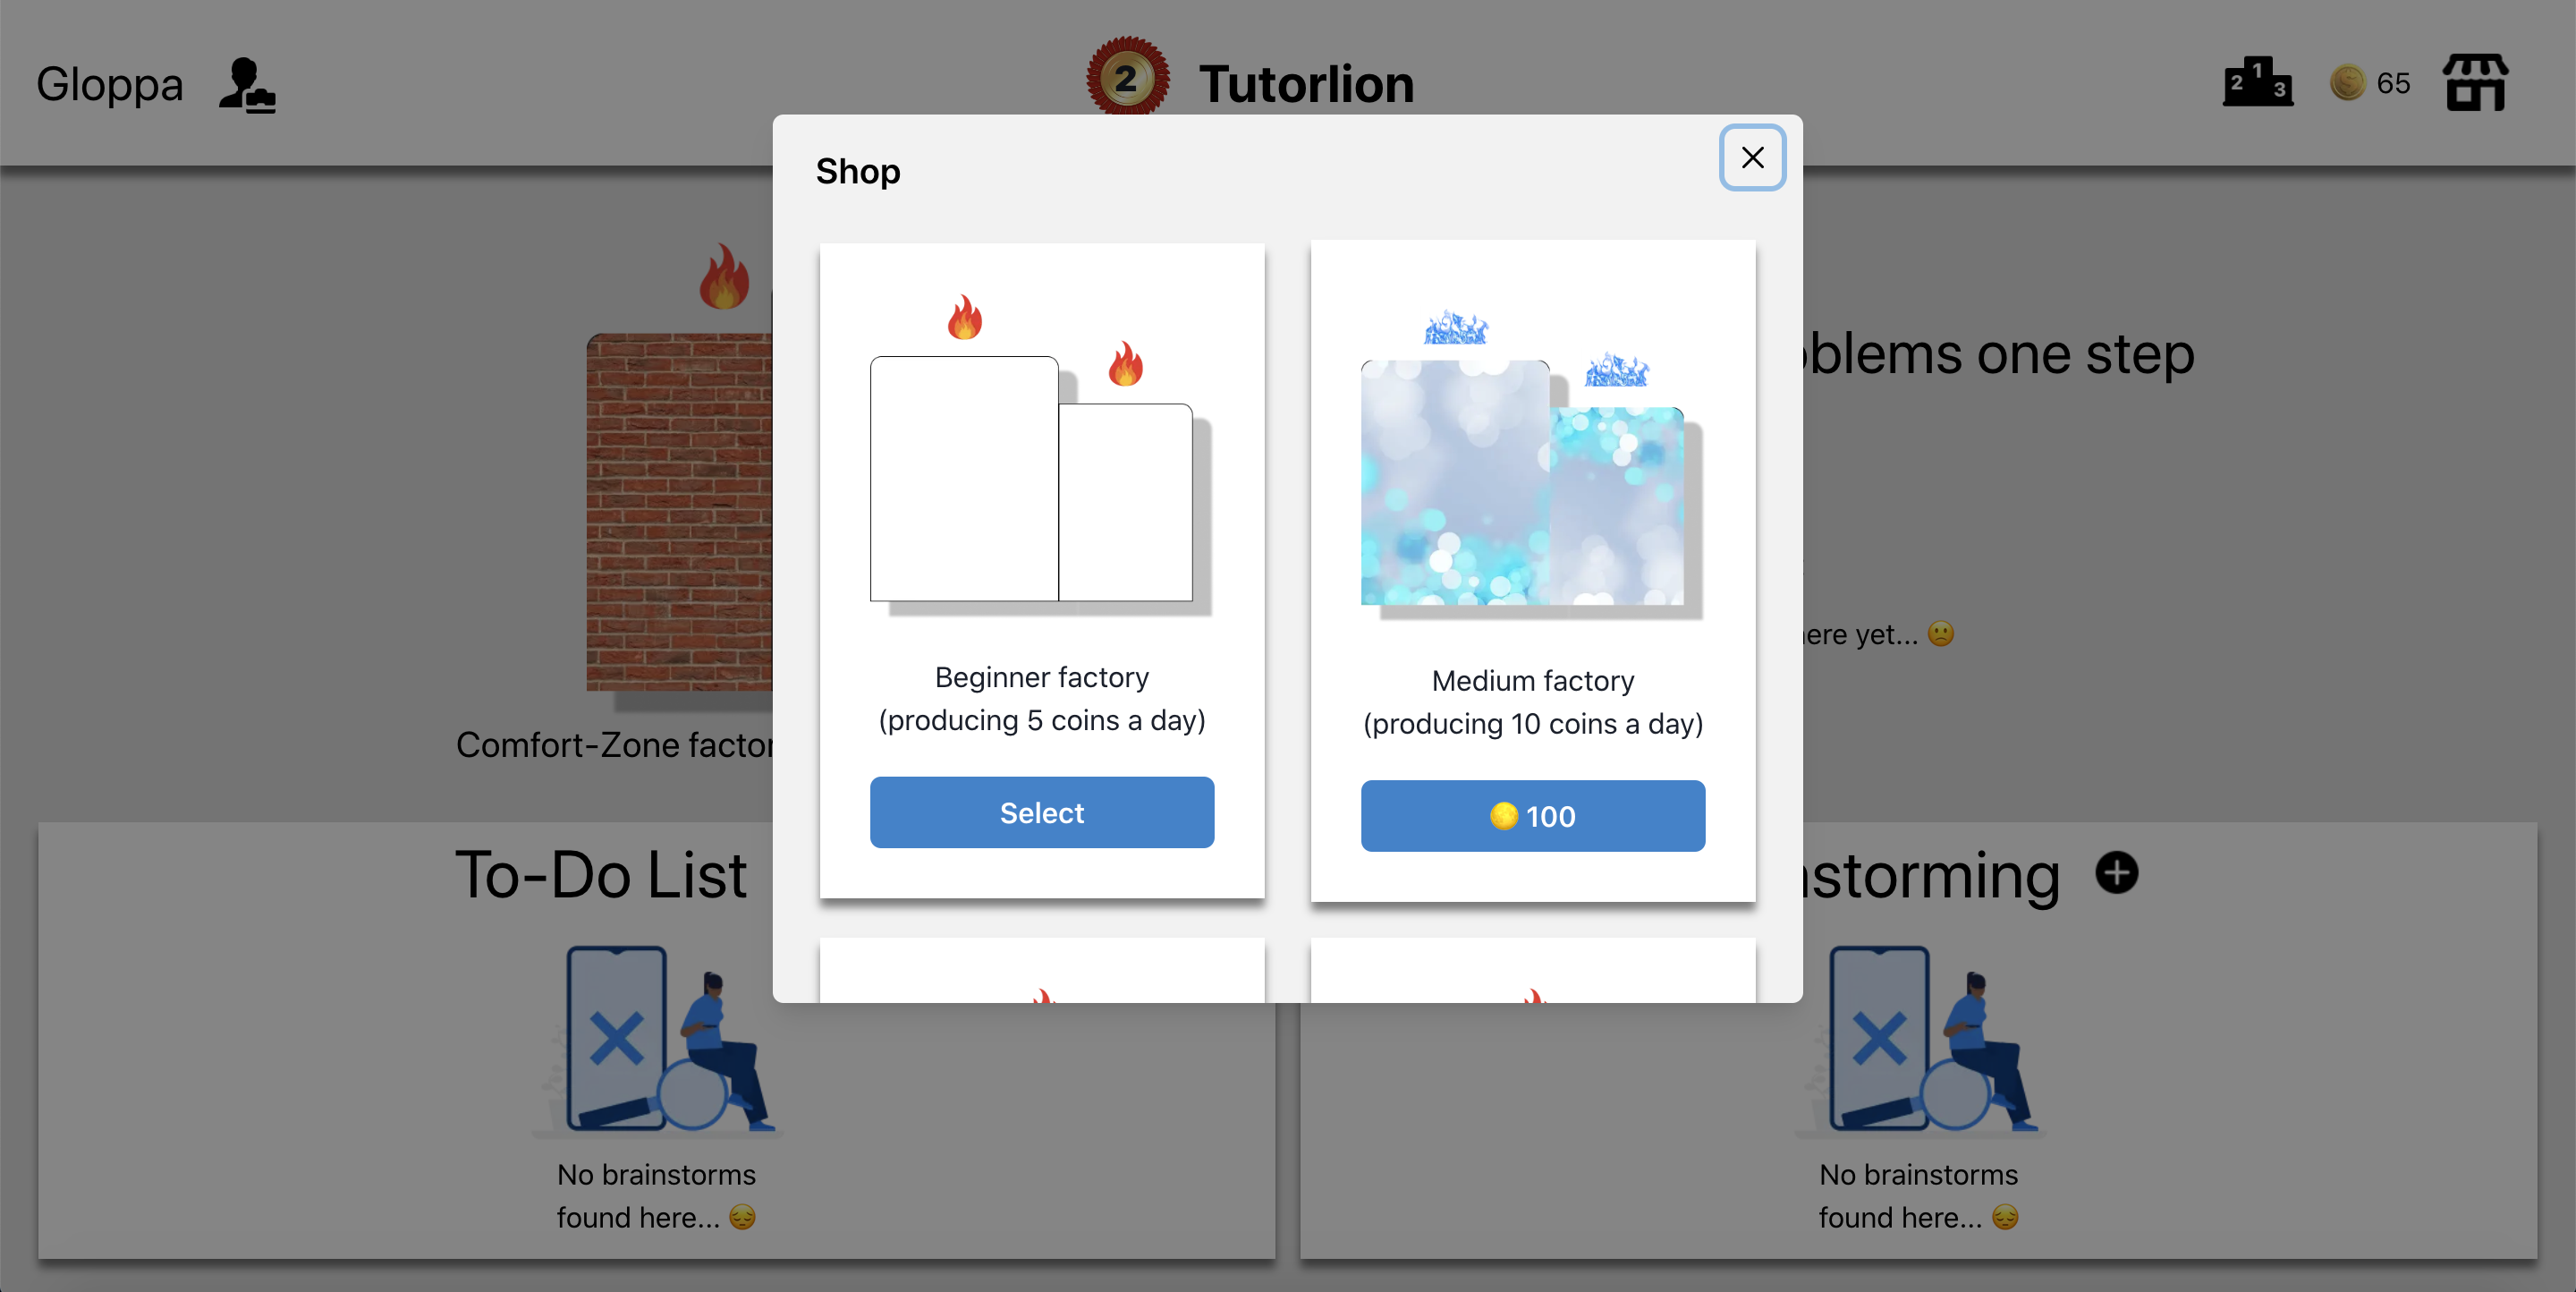 Gloppa
2
Tutorlion
2 1 3
65
Shop
oblems one step
ere yet... 🙁
Beginner factory
(producing 5 coins a day)
Select
Medium factory
(producing 10 coins a day)
100
Comfort-Zone factor
To-Do List
nstorming
No brainstorms
found here... 😔
No brainstorms
found here... 😔